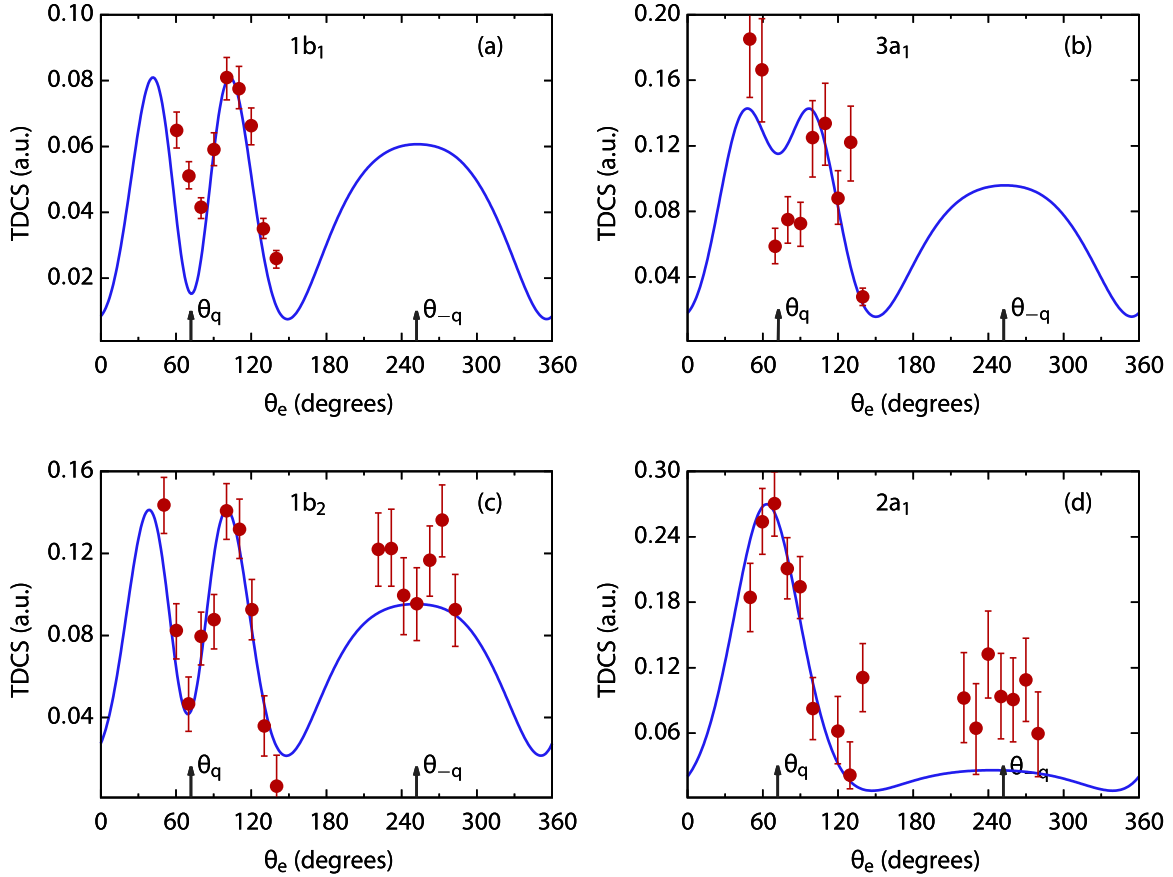 0.10
0.08
0.06
0.04
0.02
TDCS (a.u.)
1b1
(a)
θq
θ−q
0 60 120 180 240 300 360
θe (degrees)
0.20
0.16
0.12
0.08
0.04
TDCS (a.u.)
3a1
(b)
θq
θ−q
0 60 120 180 240 300 360
θe (degrees)
0.16
0.12
0.08
0.04
TDCS (a.u.)
1b2
(c)
θq
θ−q
0 60 120 180 240 300 360
θe (degrees)
0.30
0.24
0.18
0.12
0.06
TDCS (a.u.)
2a1
(d)
θq
θ−q
0 60 120 180 240 300 360
θe (degrees)